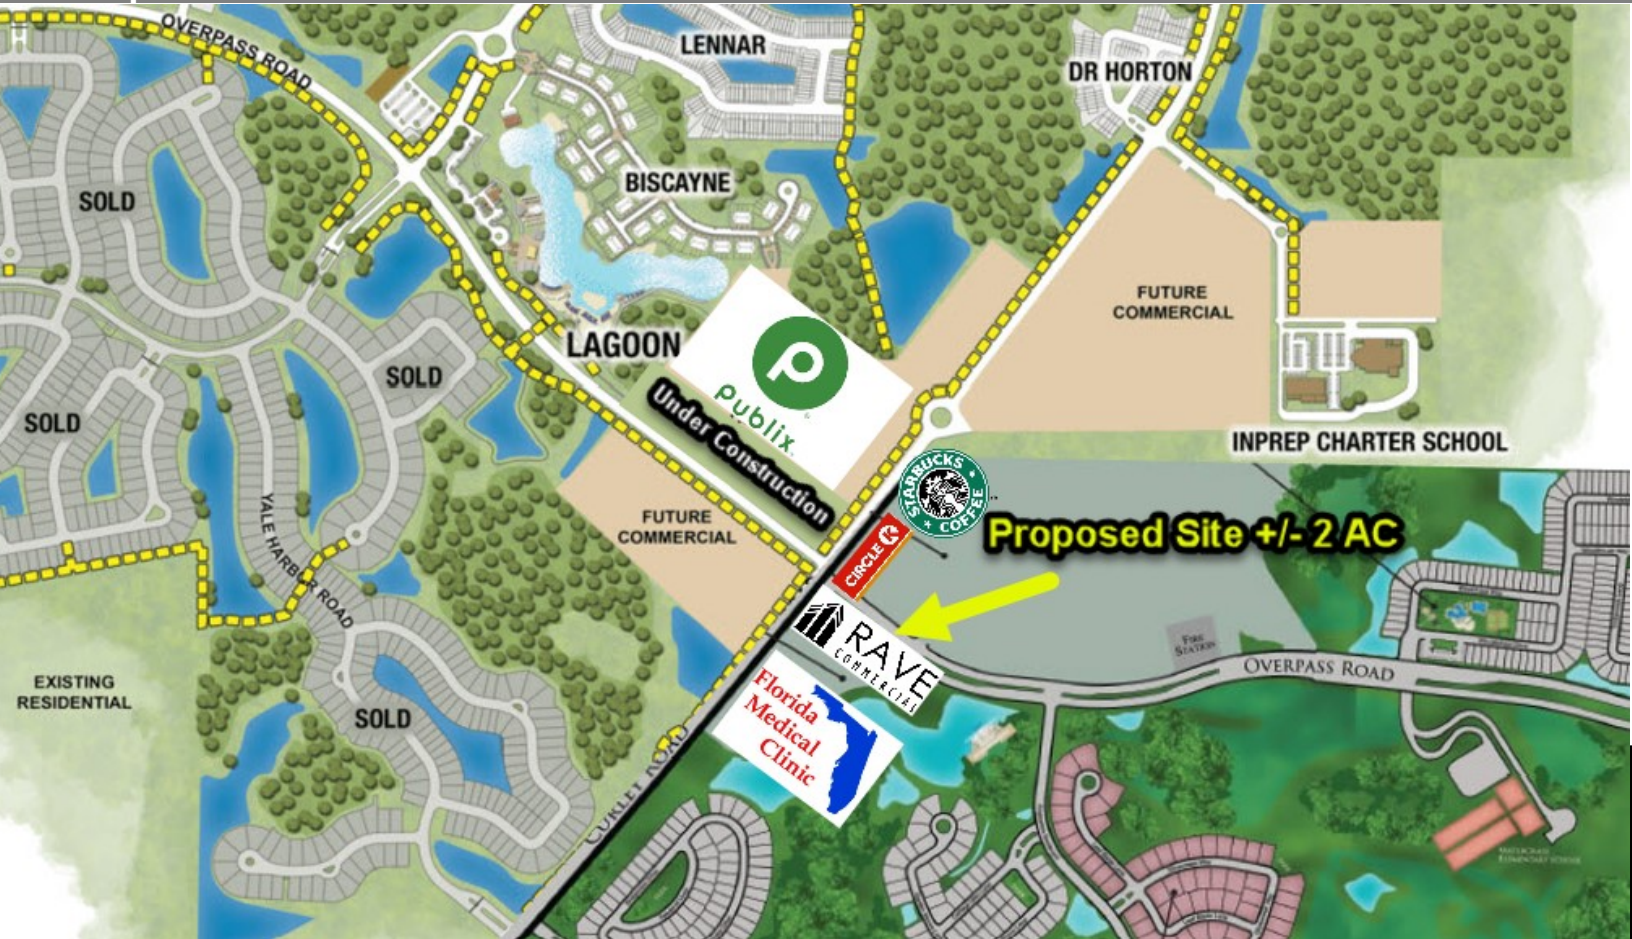 H
OVERPASS ROAD
LENNAR
DR HORTON
BISCAYNE
SOLD
FUTURE
COMMERCIAL
LAGOON
Publix
Under Construction
SOLD
SOLD
INPREP CHARTER SCHOOL
STARBUCKS
COFFEE
FUTURE
COMMERCIAL
YALE HARBOR ROAD
Proposed Site +/- 2 AC
CIRCLE K
RAVE
COMMERCIAL
FIRE
STATION
OVERPASS ROAD
EXISTING
RESIDENTIAL
SOLD
Florida
Medical
Clinic
CURLEY ROAD
ELEMENTARY SCHOOL